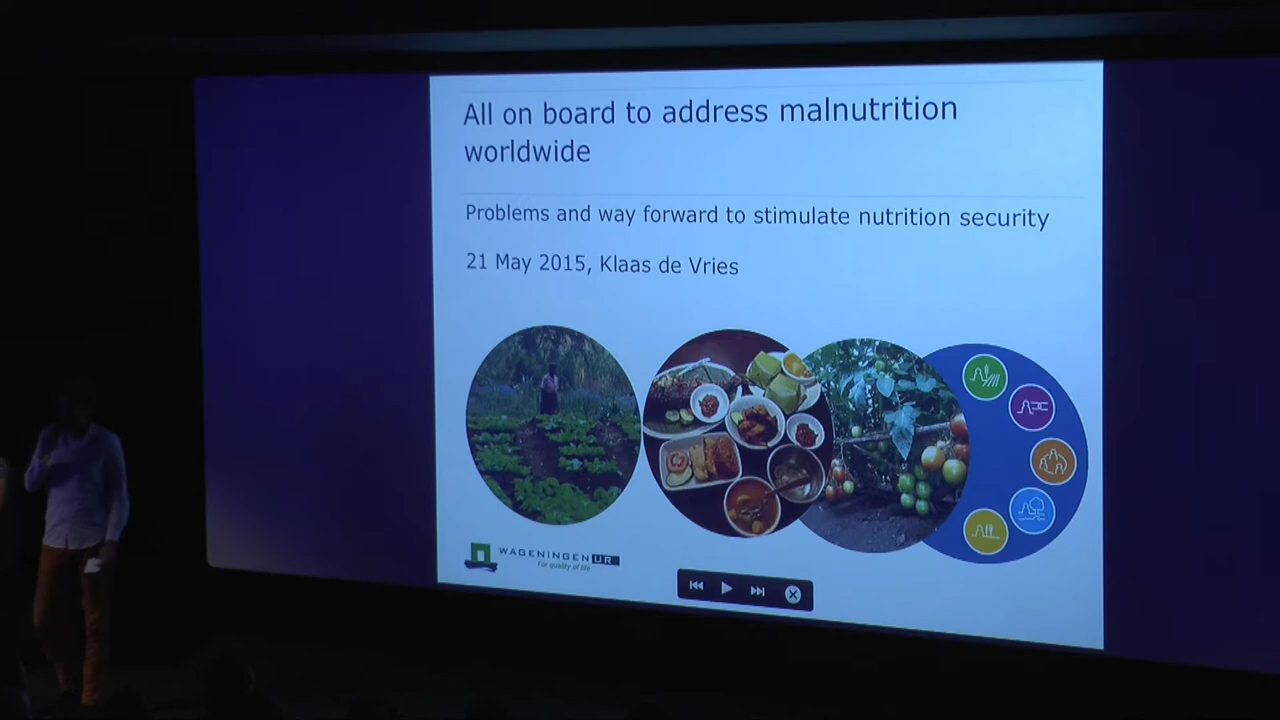 All on board to address malnutrition
worldwide
Problems and way forward to stimulate nutrition security
21 May 2015, Klaas de Vries
WAGENINGEN UR
For quality of life